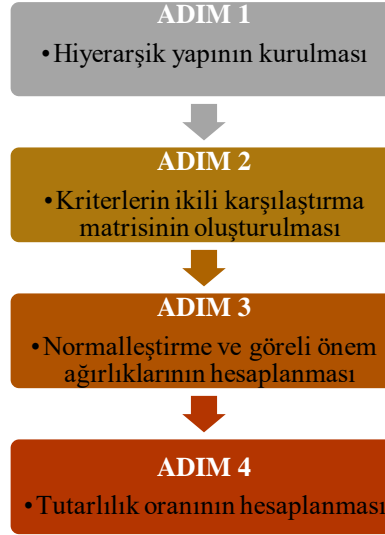 ADIM 1
• Hiyerarşik yapının kurulması
ADIM 2
• Kriterlerin ikili karşılaştırma
matrisinin oluşturulması
ADIM 3
• Normalleştirme ve göreli önem
ağırlıklarının hesaplanması
ADIM 4
• Tutarlılık oranının hesaplanması